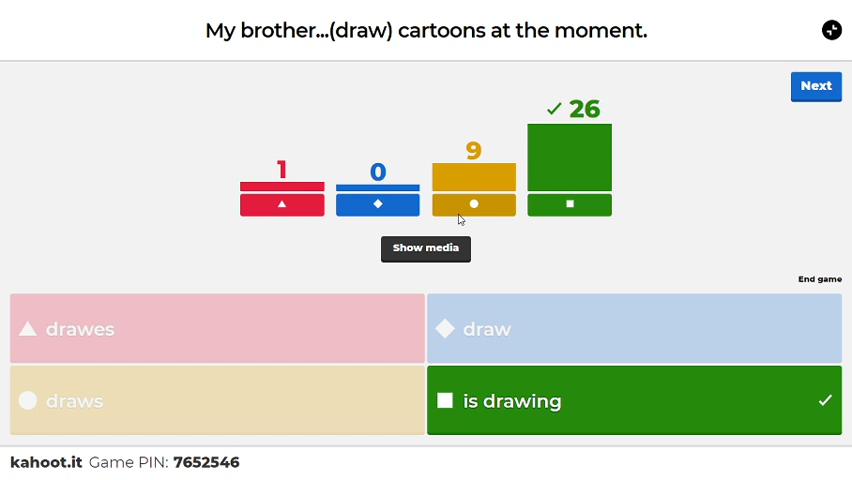 My brother...(draw) cartoons at the moment.
Next
26
9
1
0
Show media
End game
drawes
draw
draws
is drawing
kahoot.it Game PIN: 7652546